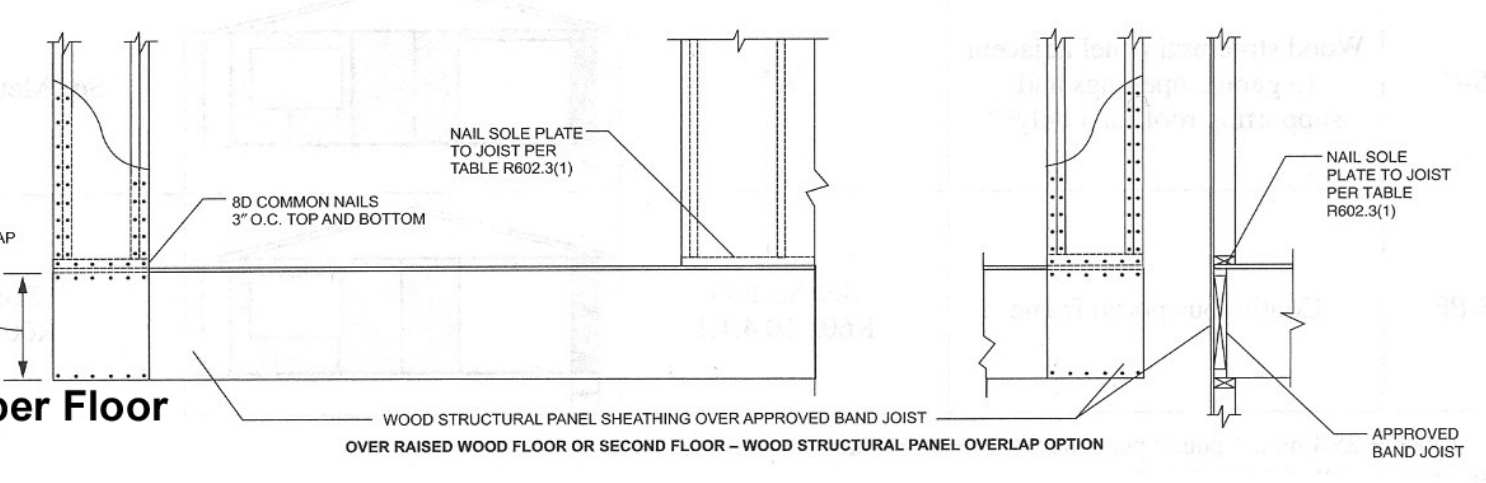 NAIL SOLE PLATE
TO JOIST PER
TABLE R602.3(1)
8D COMMON NAILS
3″ O.C. TOP AND BOTTOM
NAIL SOLE
PLATE TO JOIST
PER TABLE
R602.3(1)
AP
per Floor
WOOD STRUCTURAL PANEL SHEATHING OVER APPROVED BAND JOIST
OVER RAISED WOOD FLOOR OR SECOND FLOOR – WOOD STRUCTURAL PANEL OVERLAP OPTION
APPROVED
BAND JOIST